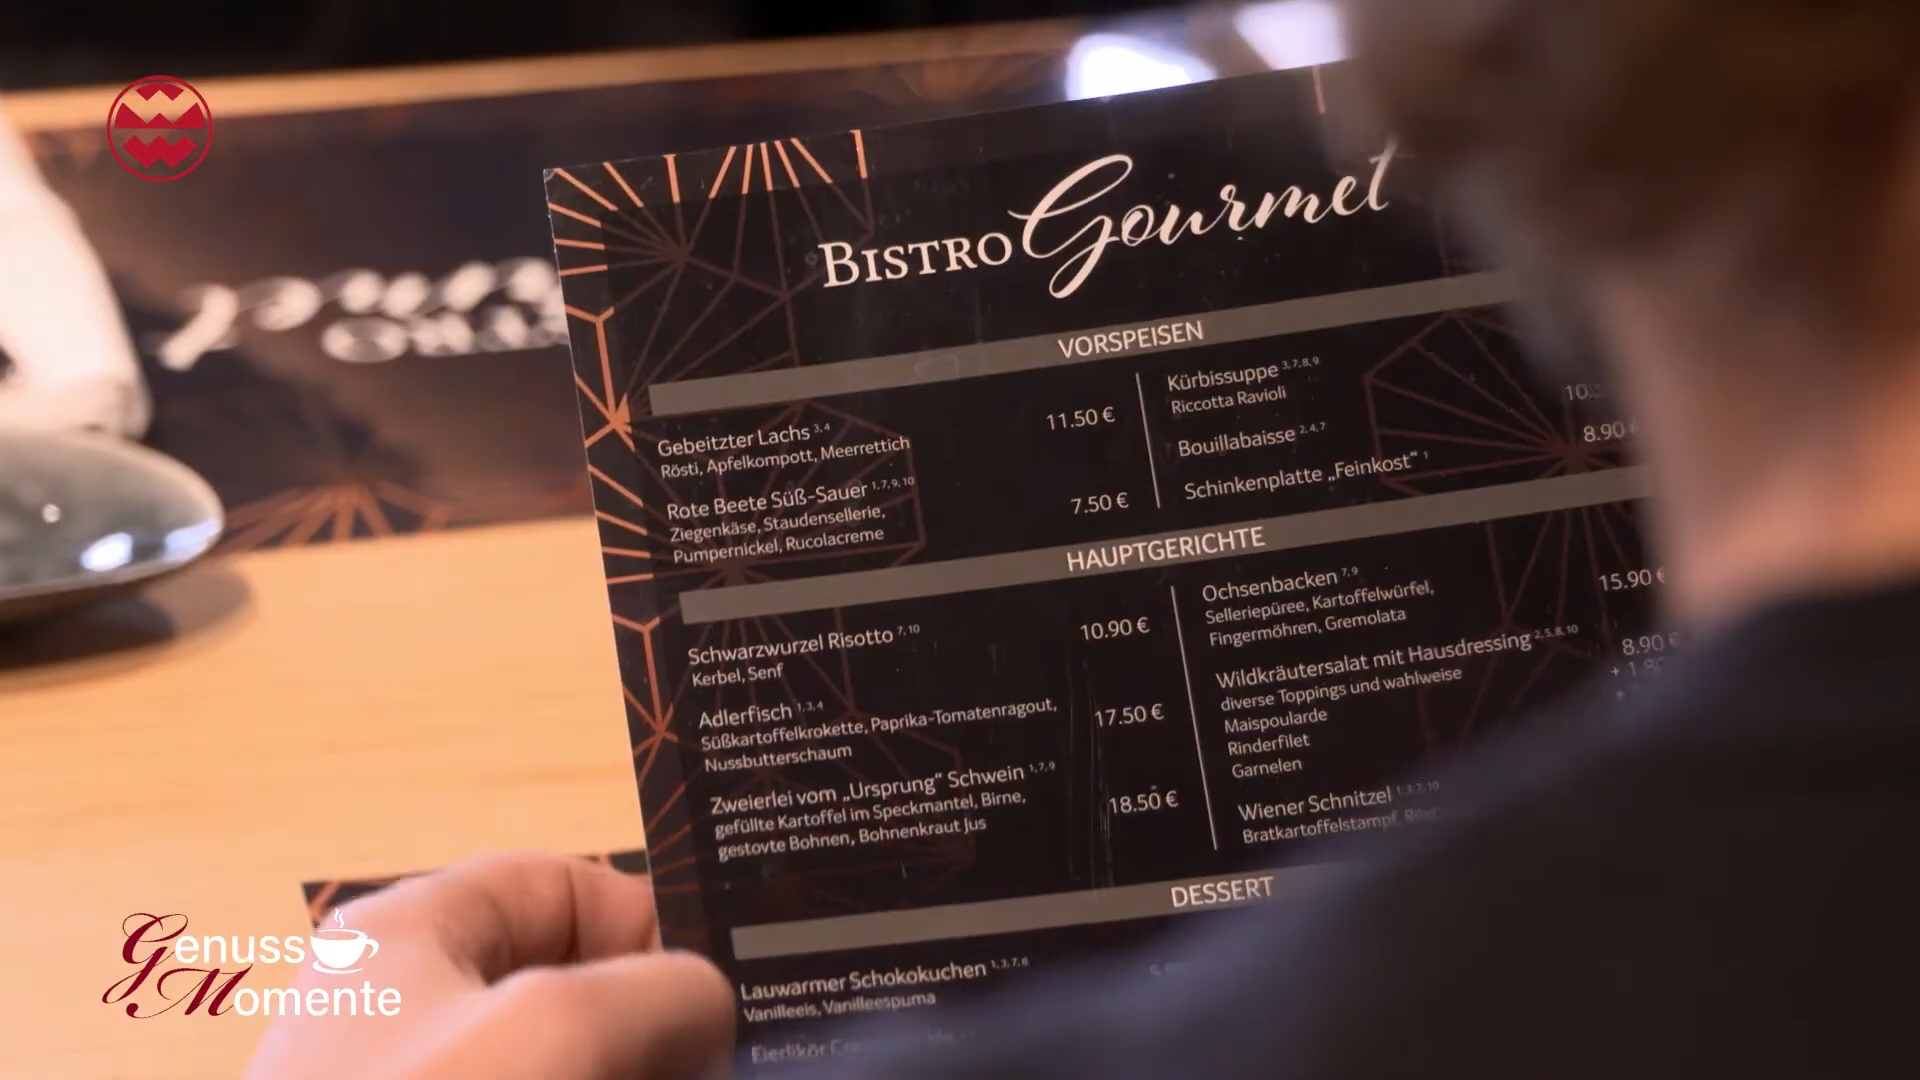 BISTRO Gourmet
VORSPEISEN
Gebeitzter Lachs 3,4
11.50 €
Rösti, Apfelkompott, Meerrettich
Rote Beete Süß-Sauer 1,7,9,10
7.50 €
Ziegenkäse, Staudensellerie,
Pumpernickel, Rucolacreme
Kürbissuppe 3,7,8,9
Riccotta Ravioli
Bouillabaisse 2,4,7
Schinkenplatte „Feinkost“ 1
8.90
HAUPTGERICHTE
Schwarzwurzel Risotto 7,10
10.90 €
Kerbel, Senf
Adlerfisch 1,3,4
17.50 €
Süßkartoffelkrokette, Paprika-Tomatenragout,
Nussbutterschaum
Zweierlei vom „Ursprung“ Schwein 1,7,9
18.50 €
gefüllte Kartoffel im Speckmantel, Birne,
gestovte Bohnen, Bohnenkraut Jus
Ochsenbacken 7,9
15.90 €
Selleriepüree, Kartoffelwürfel,
Fingermöhren, Gremolata
Wildkräutersalat mit Hausdressing 2,5,8,10
8.90 €
diverse Toppings und wahlweise
Maispoularde
Rinderfilet
Garnelen
Wiener Schnitzel 1,3,7,10
Bratkartoffelstampf,
DESSERT
Lauwarmer Schokokuchen 1,3,7,8
Vanilleeis, Vanilleespuma
Eierlikör
Genuss
Momente